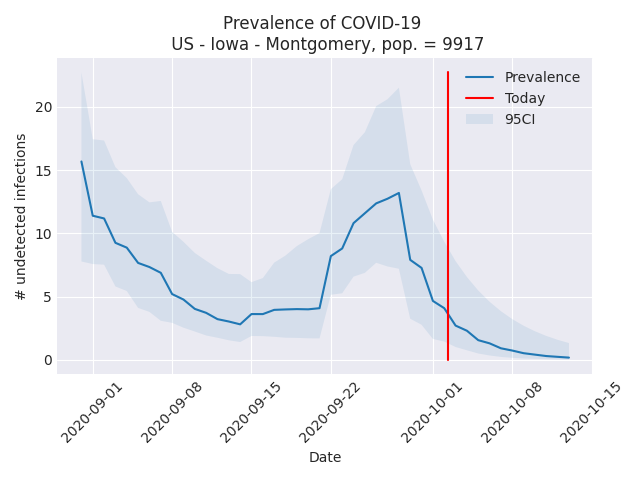 Prevalence of COVID-19
US - Iowa - Montgomery, pop. = 9917
Prevalence
Today
95CI
# undetected infections
20
15
10
5
0
2020-09-01
2020-09-08
2020-09-15
2020-09-22
2020-10-01
2020-10-08
2020-10-15
Date